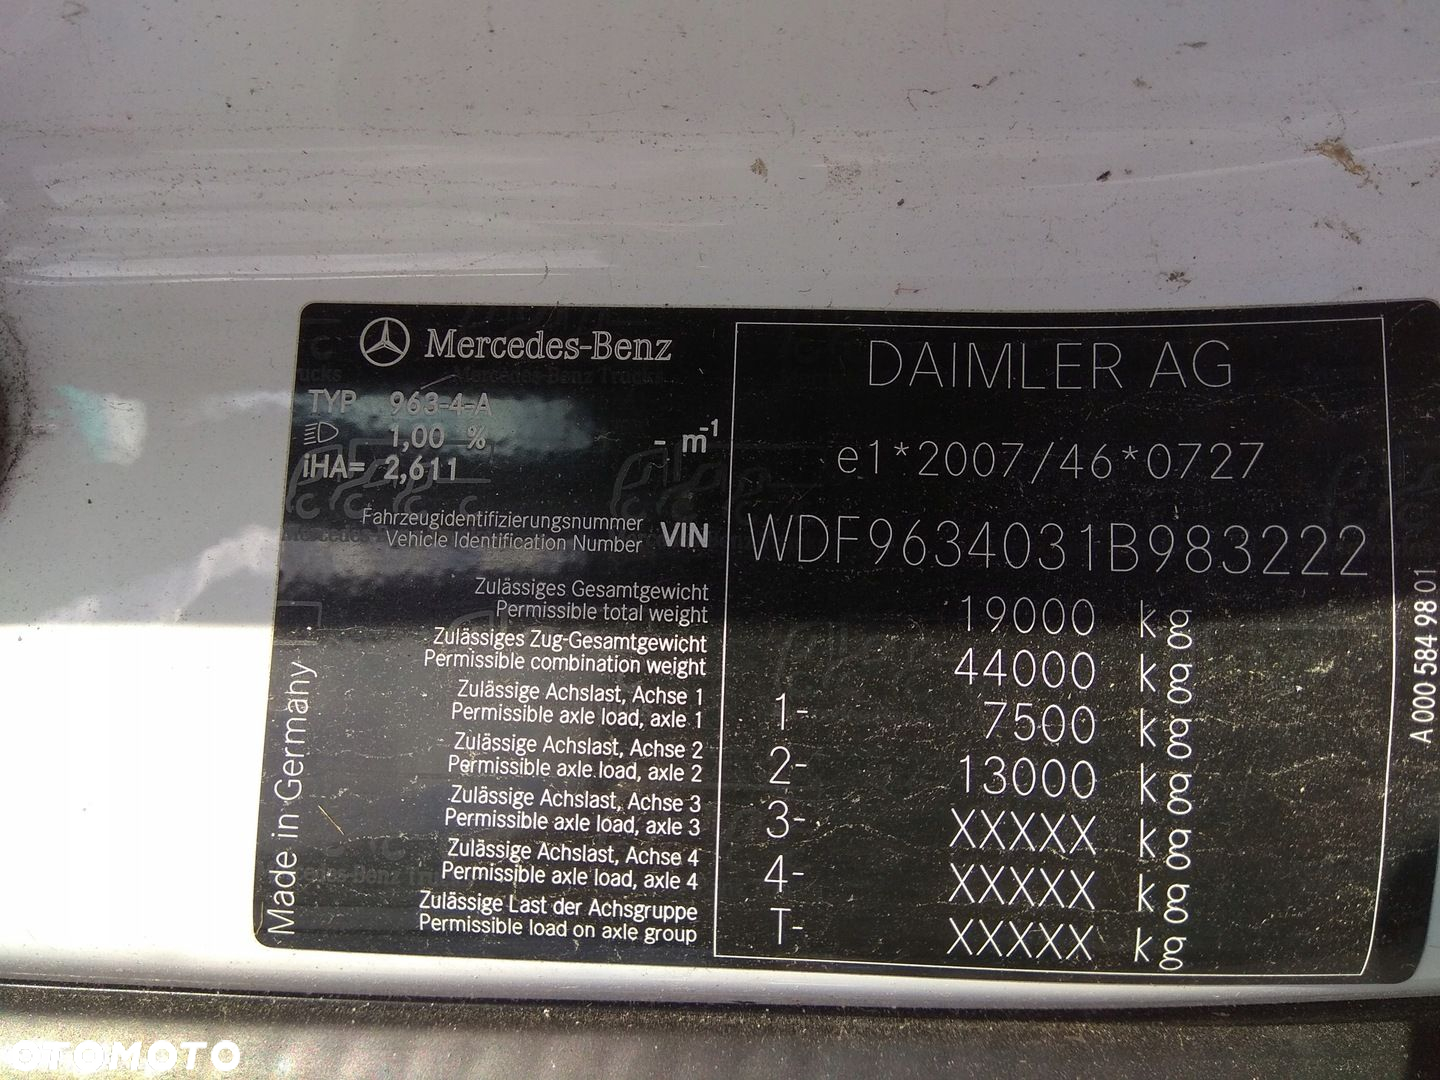 Mercedes-Benz
TYP 963-4-A
1,00 % - m-1
iHA= 2,611
Fahrzeugidentifizierungsnummer
Vehicle Identification Number VIN
Zulässiges Gesamtgewicht
Permissible total weight
Zulässiges Zug-Gesamtgewicht
Permissible combination weight
Zulässige Achslast, Achse 1
Permissible axle load, axle 1
Zulässige Achslast, Achse 2
Permissible axle load, axle 2
Zulässige Achslast, Achse 3
Permissible axle load, axle 3
Zulässige Achslast, Achse 4
Permissible axle load, axle 4
Zulässige Last der Achsgruppe
Permissible load on axle group
Made in Germany
DAIMLER AG
e1*2007/46*0727
WDF9634031B983222
19000 kg
44000 kg
1- 7500 kg
2- 13000 kg
3- XXXXX kg
4- XXXXX kg
T- XXXXX kg
A 000 584 98 01
OTOMOTO